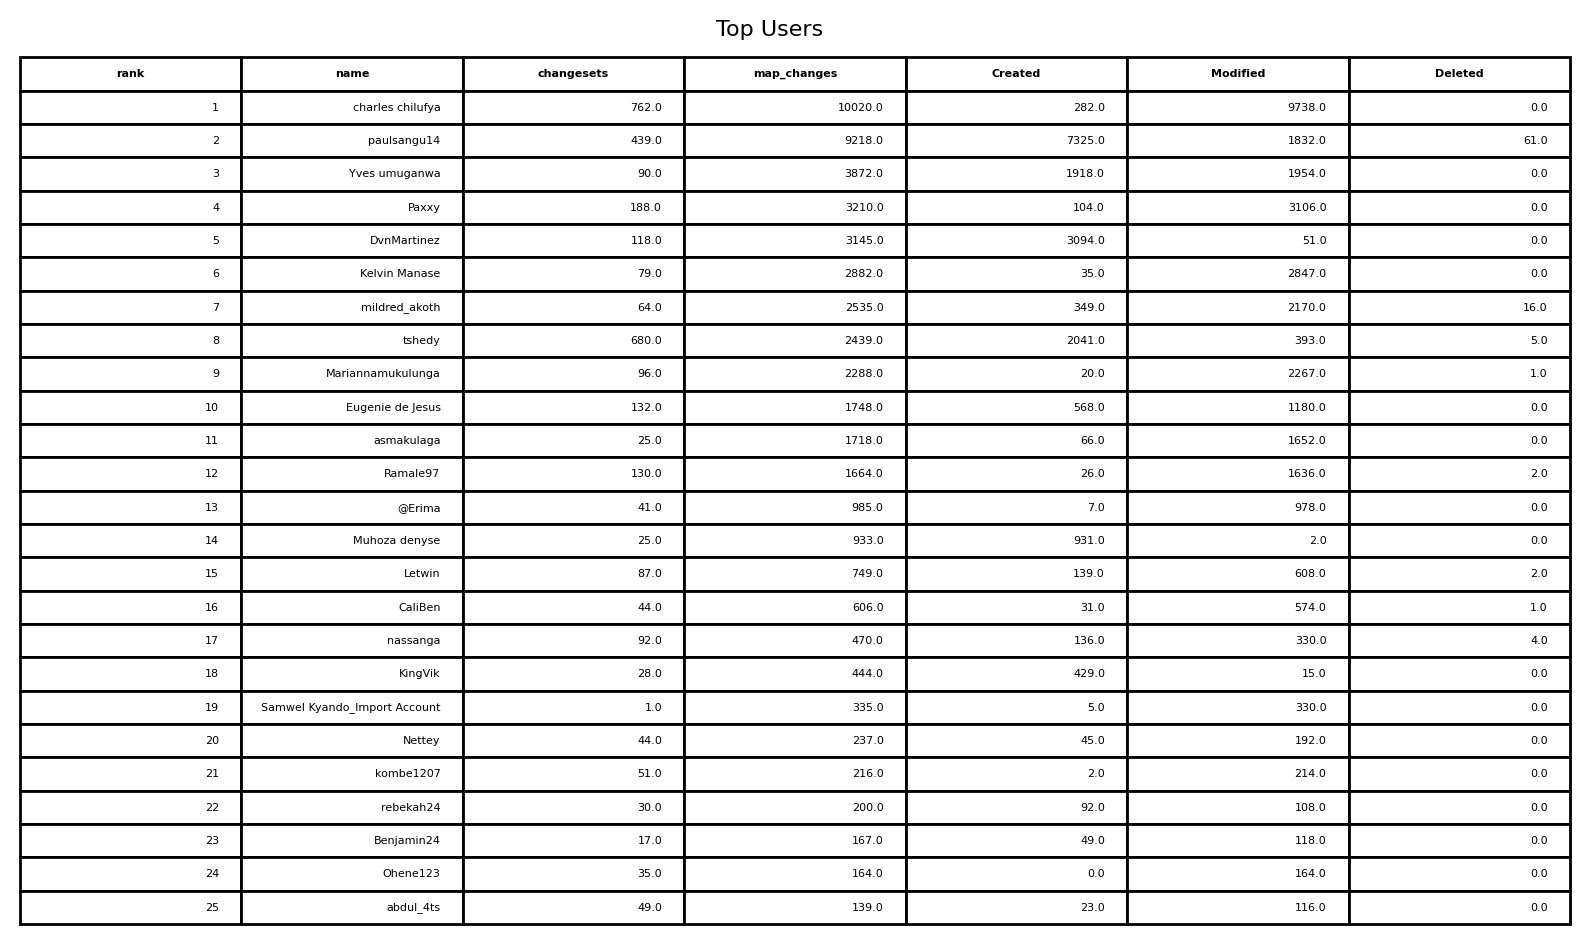 Top Users
rank name changesets map_changes Created Modified Deleted
1 charles chilufya 762.0 10020.0 282.0 9738.0 0.0
2 paulsangu14 439.0 9218.0 7325.0 1832.0 61.0
3 Yves umuganwa 90.0 3872.0 1918.0 1954.0 0.0
4 Paxxy 188.0 3210.0 104.0 3106.0 0.0
5 DvnMartinez 118.0 3145.0 3094.0 51.0 0.0
6 Kelvin Manase 79.0 2882.0 35.0 2847.0 0.0
7 mildred_akoth 64.0 2535.0 349.0 2170.0 16.0
8 tshedy 680.0 2439.0 2041.0 393.0 5.0
9 Mariannamukulunga 96.0 2288.0 20.0 2267.0 1.0
10 Eugenie de Jesus 132.0 1748.0 568.0 1180.0 0.0
11 asmakulaga 25.0 1718.0 66.0 1652.0 0.0
12 Ramale97 130.0 1664.0 26.0 1636.0 2.0
13 @Erima 41.0 985.0 7.0 978.0 0.0
14 Muhoza denyse 25.0 933.0 931.0 2.0 0.0
15 Letwin 87.0 749.0 139.0 608.0 2.0
16 CaliBen 44.0 606.0 31.0 574.0 1.0
17 nassanga 92.0 470.0 136.0 330.0 4.0
18 KingVik 28.0 444.0 429.0 15.0 0.0
19 Samwel Kyando_Import Account 1.0 335.0 5.0 330.0 0.0
20 Nettey 44.0 237.0 45.0 192.0 0.0
21 kombe1207 51.0 216.0 2.0 214.0 0.0
22 rebekah24 30.0 200.0 92.0 108.0 0.0
23 Benjamin24 17.0 167.0 49.0 118.0 0.0
24 Ohene123 35.0 164.0 0.0 164.0 0.0
25 abdul_4ts 49.0 139.0 23.0 116.0 0.0